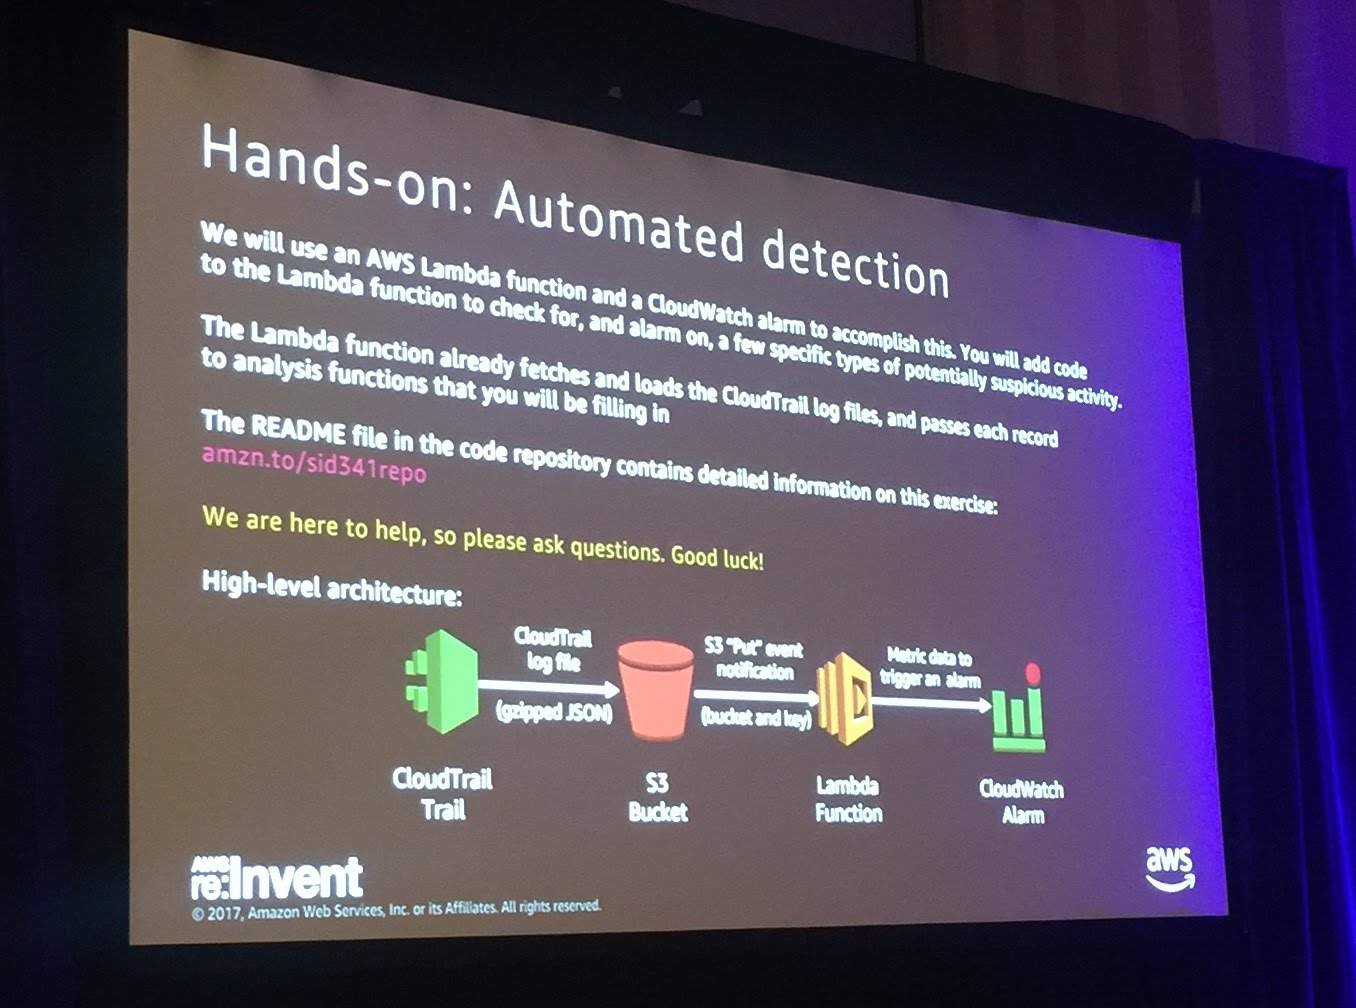 Hands-on: Automated detection
We will use an AWS Lambda function and a CloudWatch alarm to accomplish this. You will add code
to the Lambda function to check for, and alarm on, a few specific types of potentially suspicious activity.
The Lambda function already fetches and loads the CloudTrail log files, and passes each record
to analysis functions that you will be filling in
The README file in the code repository contains detailed information on this exercise:
amzn.to/sid341repo
We are here to help, so please ask questions. Good luck!
High-level architecture:
CloudTrail
log file
(gzipped JSON)
S3 "Put" event
notification
(bucket and key)
Metric data to
trigger an alarm
CloudTrail
Trail
S3
Bucket
Lambda
Function
CloudWatch
Alarm
AWS
re:Invent
© 2017, Amazon Web Services, Inc. or its Affiliates. All rights reserved.
aws